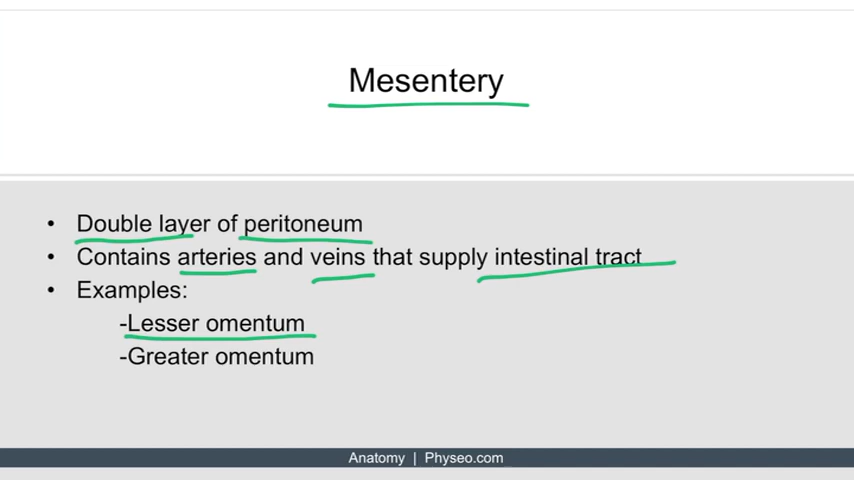 Mesentery
• Double layer of peritoneum
• Contains arteries and veins that supply intestinal tract
• Examples:
-Lesser omentum
-Greater omentum
Anatomy | Physeo.com